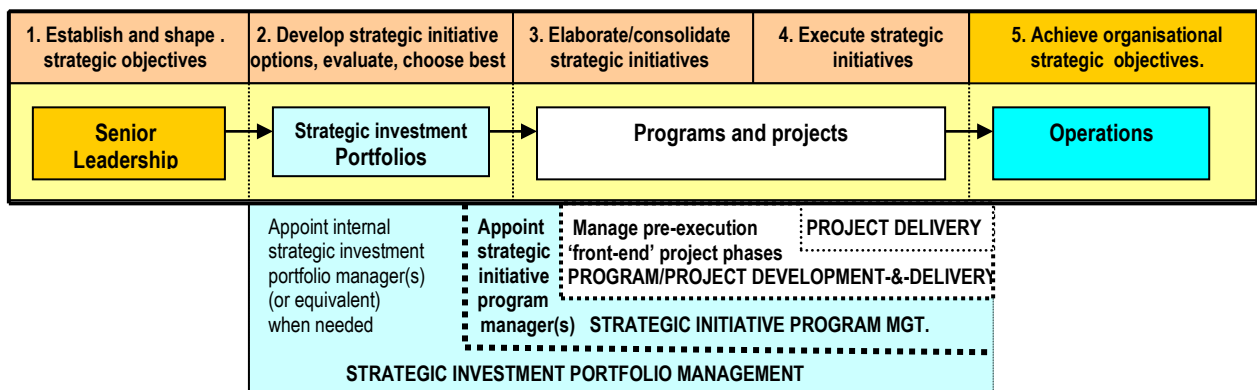 1. Establish and shape .
strategic objectives
2. Develop strategic initiative
options, evaluate, choose best
3. Elaborate/consolidate
strategic initiatives
4. Execute strategic
initiatives
5. Achieve organisational
strategic objectives.
Senior
Leadership
Strategic investment
Portfolios
Programs and projects
Operations
Appoint internal
strategic investment
portfolio manager(s)
(or equivalent)
when needed
Appoint
strategic
initiative
program
manager(s)
Manage pre-execution
'front-end' project phases
PROJECT DELIVERY
PROGRAM/PROJECT DEVELOPMENT-&-DELIVERY
STRATEGIC INITIATIVE PROGRAM MGT.
STRATEGIC INVESTMENT PORTFOLIO MANAGEMENT